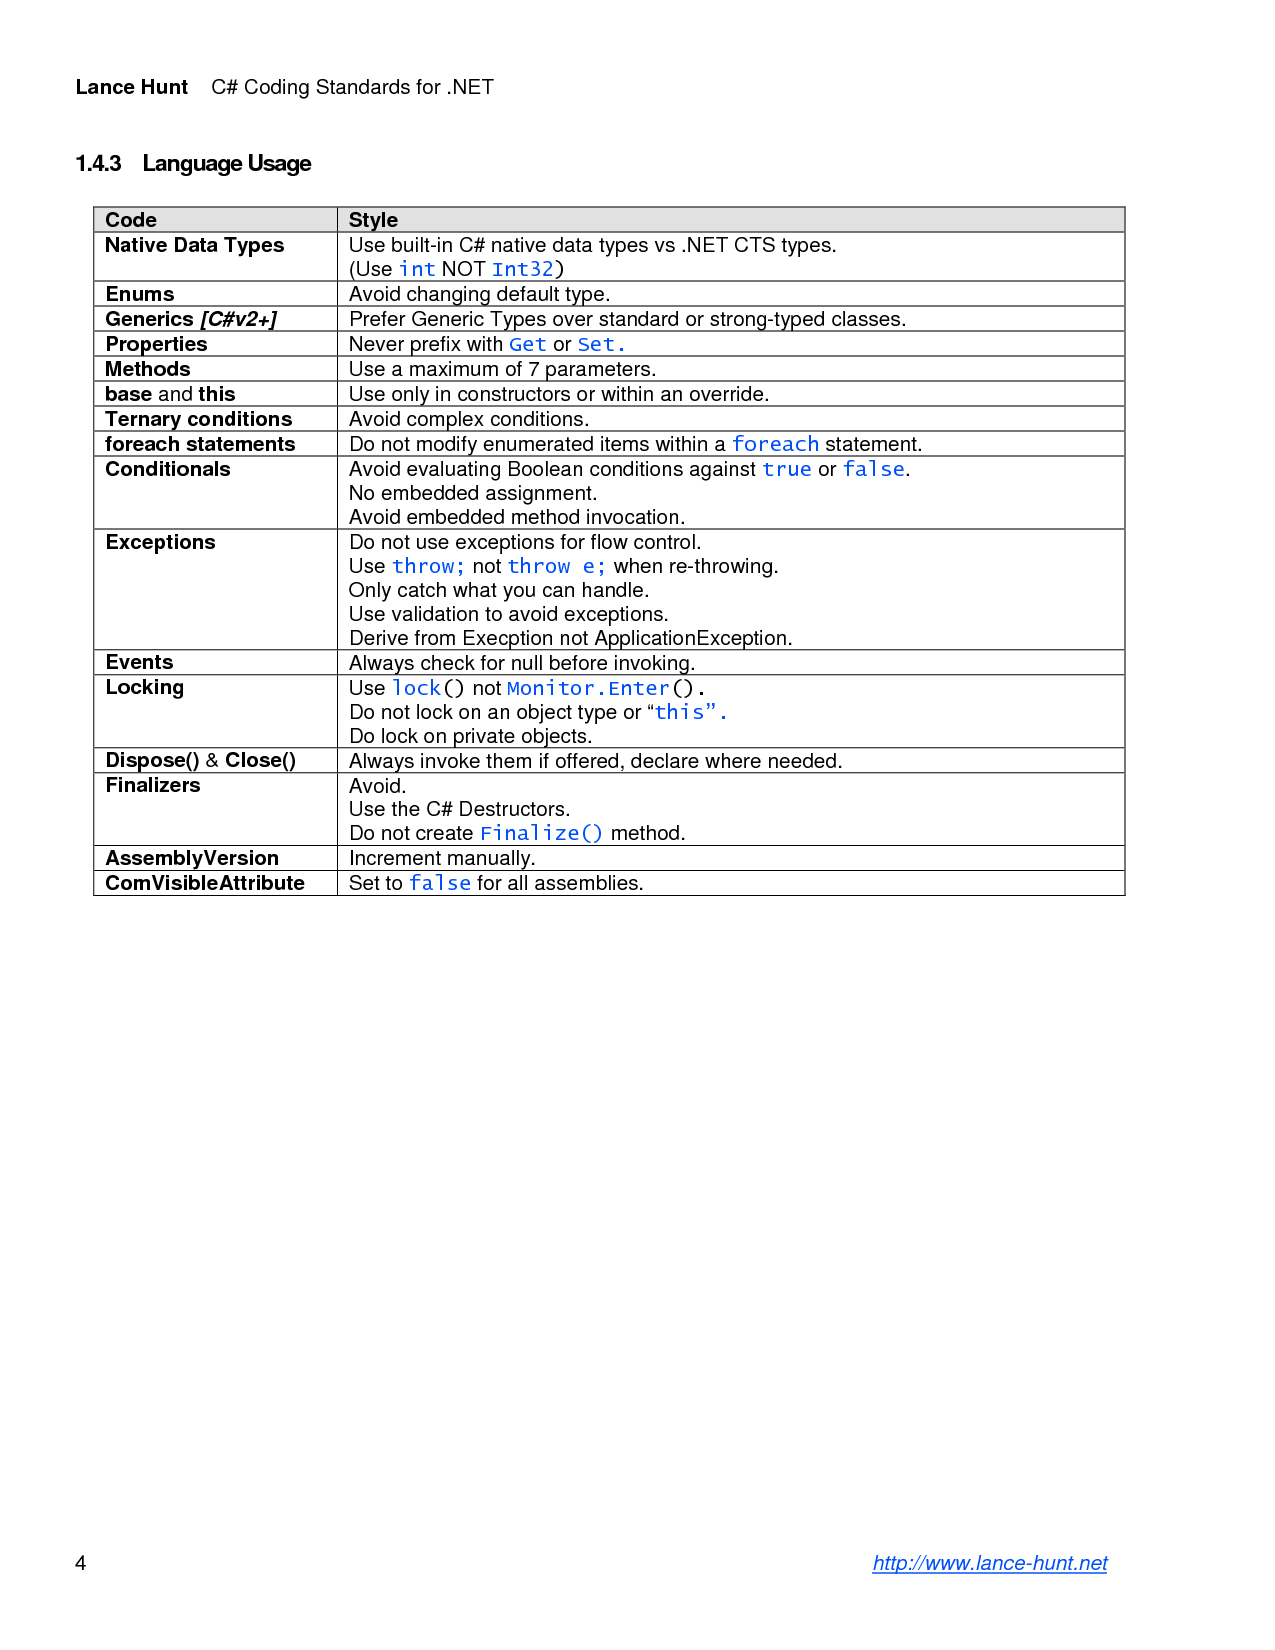 Lance Hunt C# Coding Standards for .NET
1.4.3 Language Usage
Code Style
Native Data Types Use built-in C# native data types vs .NET CTS types.
(Use int NOT Int32)
Enums Avoid changing default type.
Generics [C#v2+] Prefer Generic Types over standard or strong-typed classes.
Properties Never prefix with Get or Set.
Methods Use a maximum of 7 parameters.
base and this Use only in constructors or within an override.
Ternary conditions Avoid complex conditions.
foreach statements Do not modify enumerated items within a foreach statement.
Conditionals Avoid evaluating Boolean conditions against true or false.
No embedded assignment.
Avoid embedded method invocation.
Exceptions Do not use exceptions for flow control.
Use throw; not throw e; when re-throwing.
Only catch what you can handle.
Use validation to avoid exceptions.
Derive from Execption not ApplicationException.
Events Always check for null before invoking.
Locking Use lock() not Monitor.Enter().
Do not lock on an object type or “this”.
Do lock on private objects.
Dispose() & Close() Always invoke them if offered, declare where needed.
Finalizers Avoid.
Use the C# Destructors.
Do not create Finalize() method.
AssemblyVersion Increment manually.
ComVisibleAttribute Set to false for all assemblies.
4 http://www.lance-hunt.net